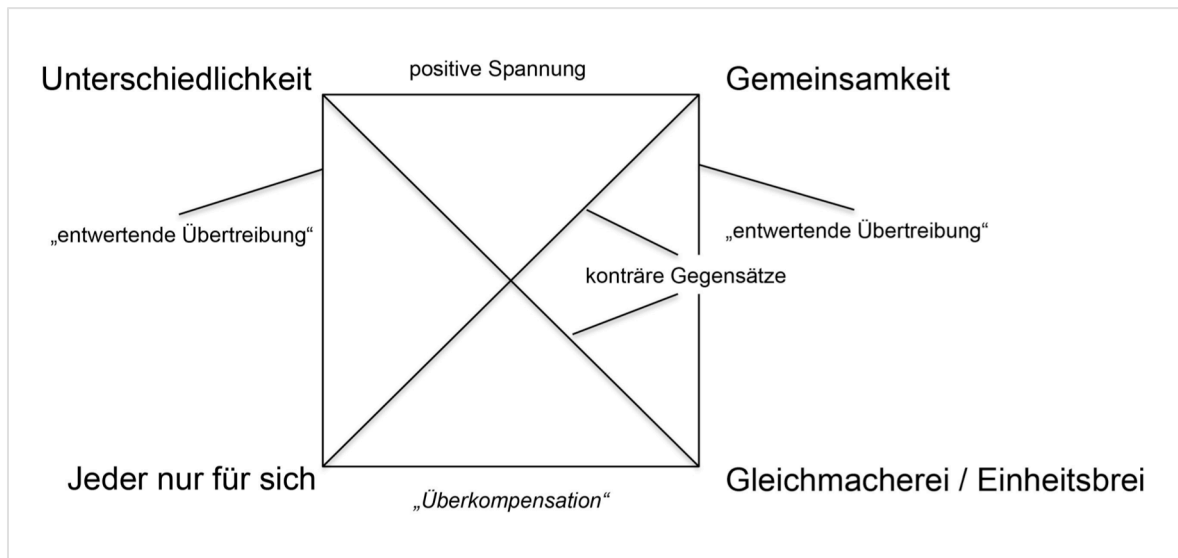 Unterschiedlichkeit
positive Spannung
Gemeinsamkeit
„entwertende Übertreibung“
„entwertende Übertreibung“
konträre Gegensätze
Jeder nur für sich
„Überkompensation“
Gleichmacherei / Einheitsbrei